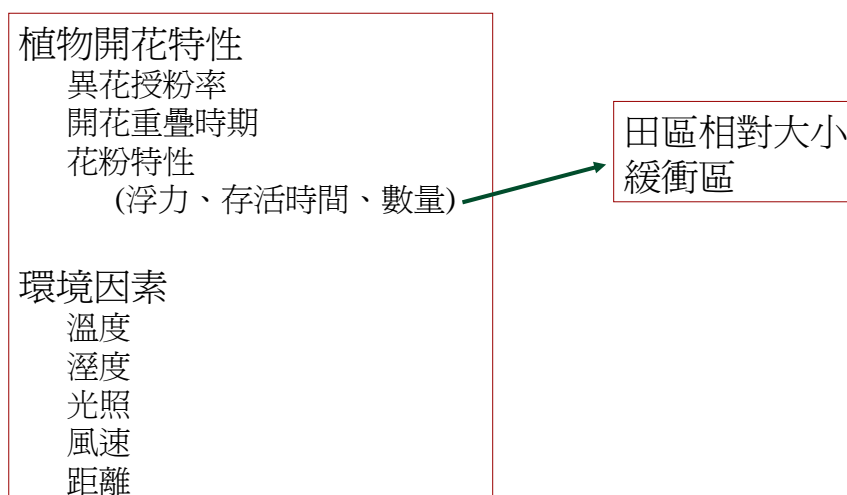 植物開花特性
異花授粉率
開花重疊時期
花粉特性
(浮力、存活時間、數量)
環境因素
溫度
溼度
光照
風速
距離
田區相對大小
緩衝區